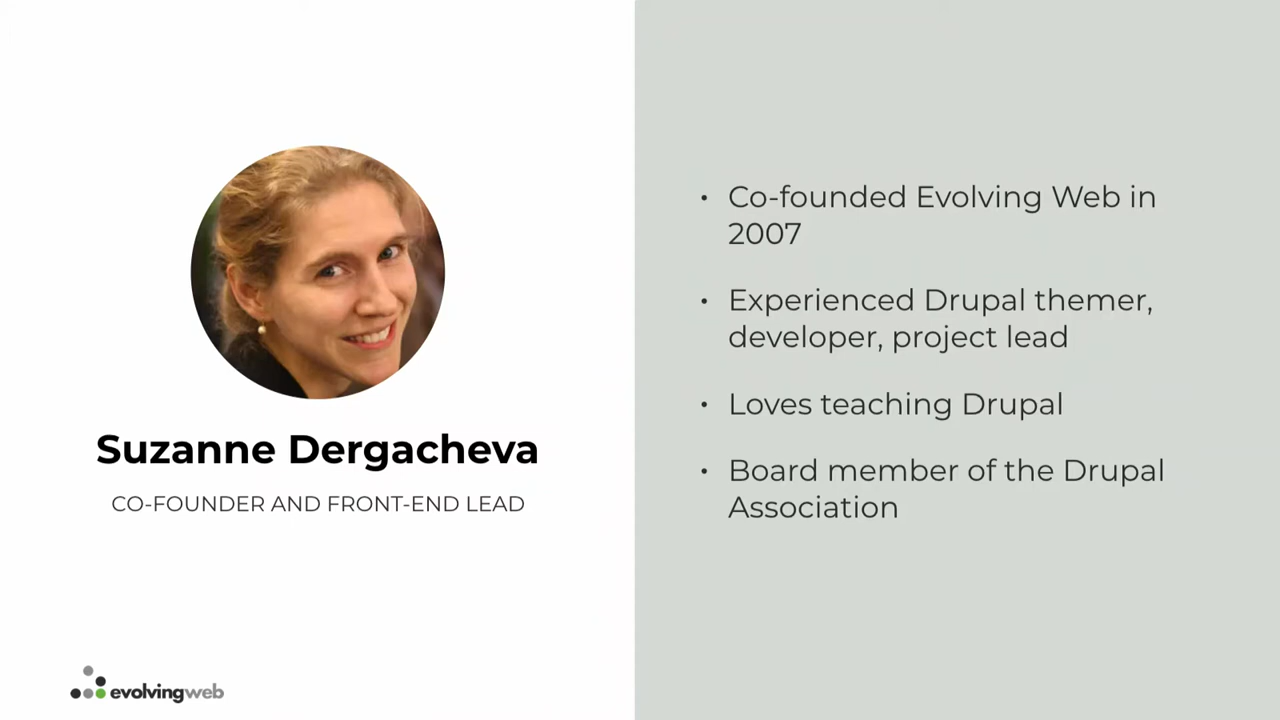 Suzanne Dergacheva
CO-FOUNDER AND FRONT-END LEAD
evolvingweb
• Co-founded Evolving Web in
2007
• Experienced Drupal themer,
developer, project lead
• Loves teaching Drupal
• Board member of the Drupal
Association